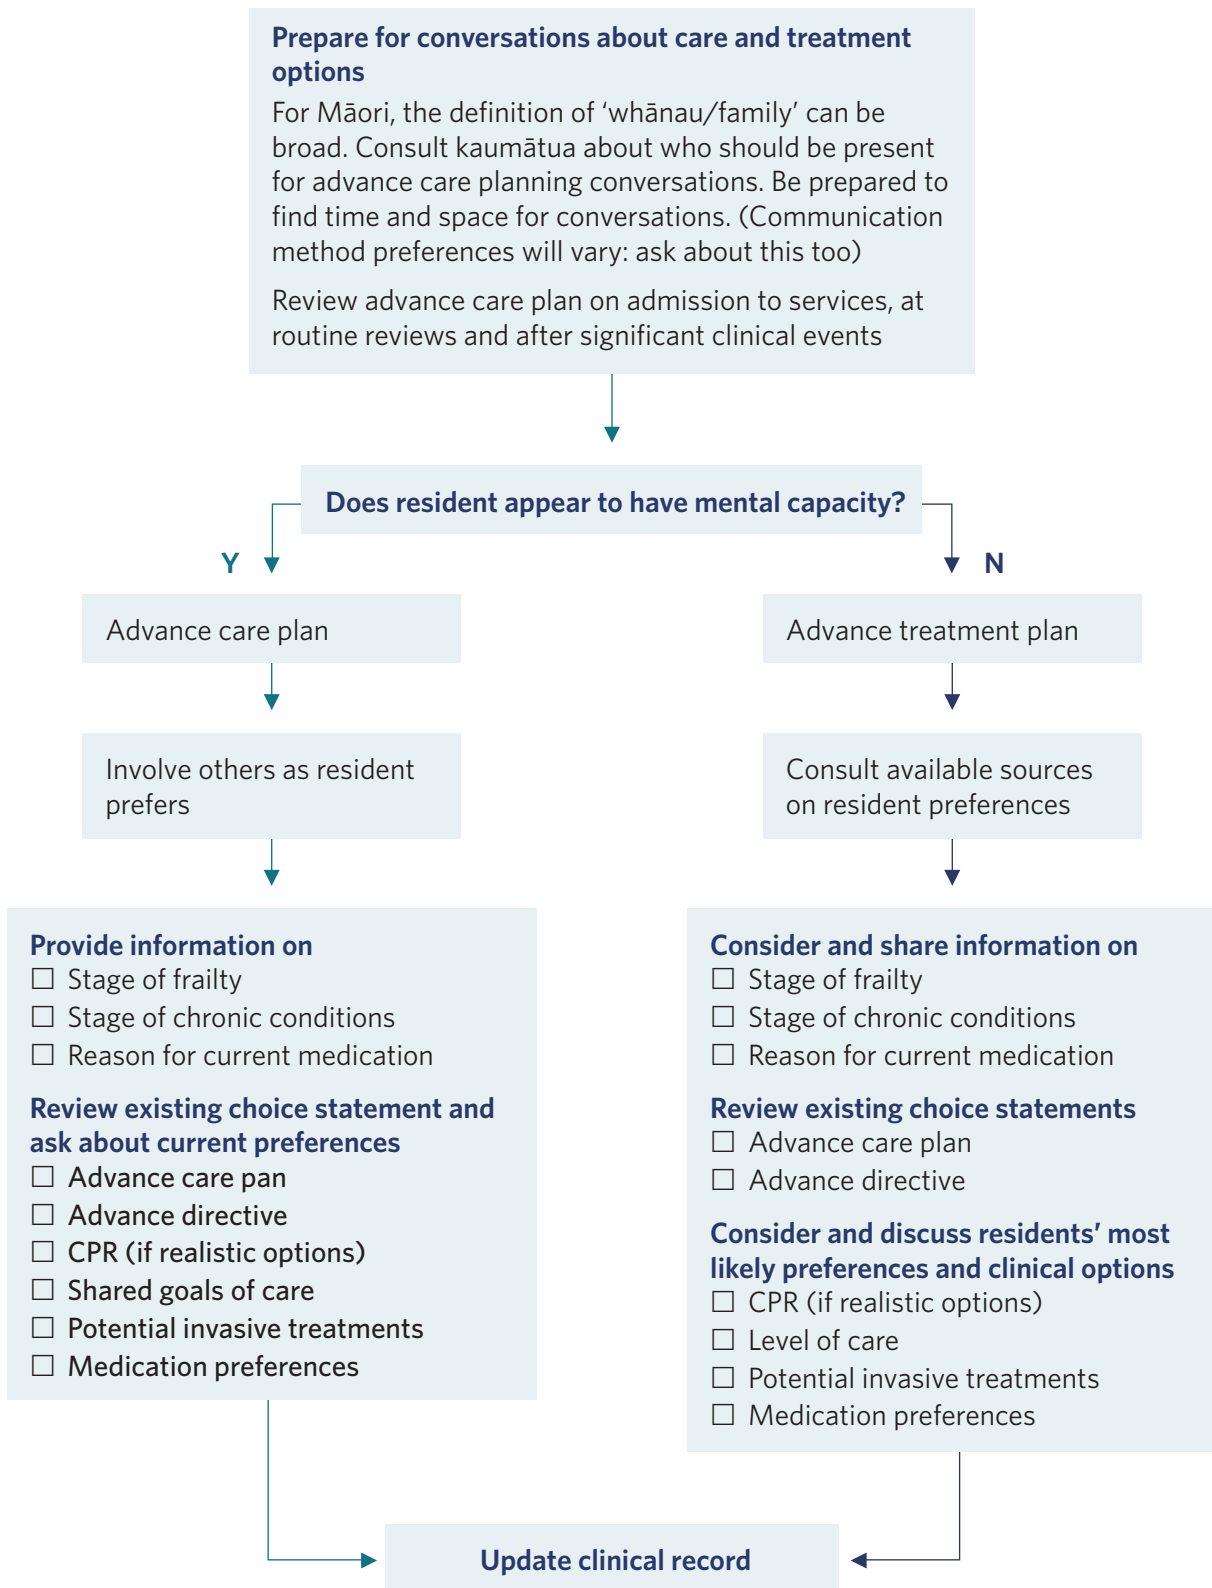 Prepare for conversations about care and treatment
options
For Māori, the definition of ‘whānau/family’ can be
broad. Consult kaumātua about who should be present
for advance care planning conversations. Be prepared to
find time and space for conversations. (Communication
method preferences will vary: ask about this too)
Review advance care plan on admission to services, at
routine reviews and after significant clinical events
Does resident appear to have mental capacity?
Y
N
Advance care plan
Involve others as resident
prefers
Provide information on
☐ Stage of frailty
☐ Stage of chronic conditions
☐ Reason for current medication
Review existing choice statement and
ask about current preferences
☐ Advance care pan
☐ Advance directive
☐ CPR (if realistic options)
☐ Shared goals of care
☐ Potential invasive treatments
☐ Medication preferences
Advance treatment plan
Consult available sources
on resident preferences
Consider and share information on
☐ Stage of frailty
☐ Stage of chronic conditions
☐ Reason for current medication
Review existing choice statements
☐ Advance care plan
☐ Advance directive
Consider and discuss residents’ most
likely preferences and clinical options
☐ CPR (if realistic options)
☐ Level of care
☐ Potential invasive treatments
☐ Medication preferences
Update clinical record